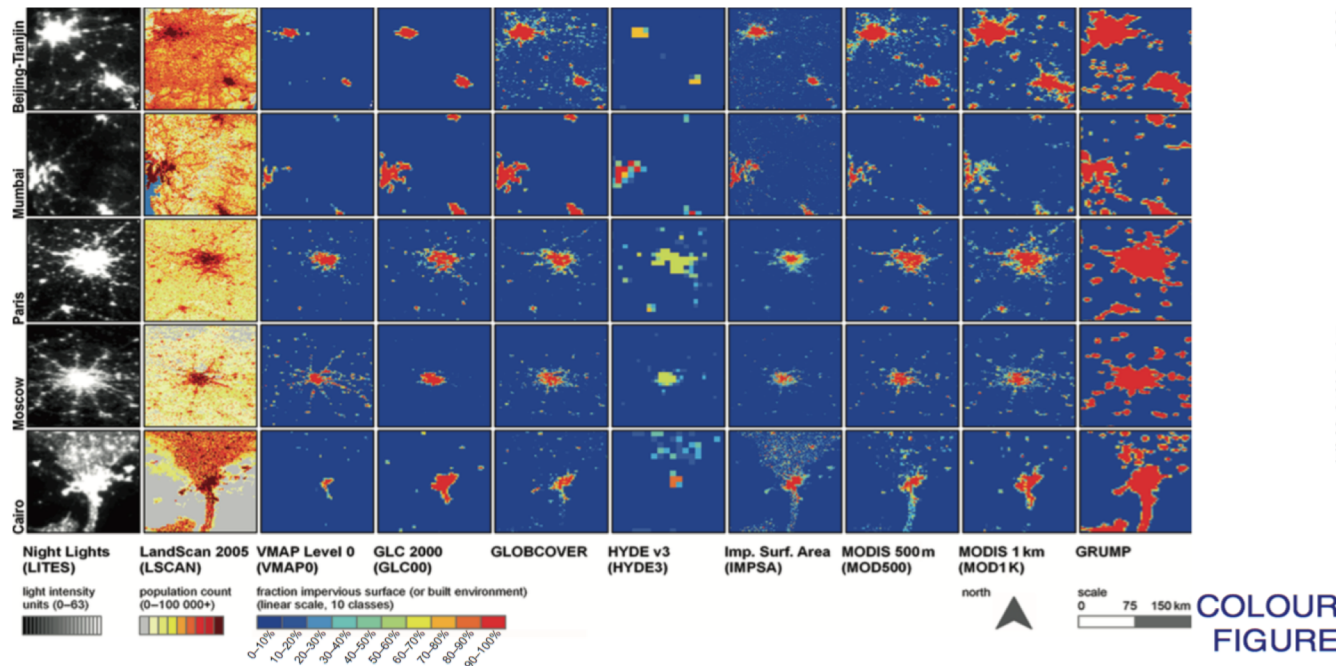 Beijing-Tianjin
Mumbai
Paris
Moscow
Cairo
Night Lights
(LITES)
LandScan 2005
(LSCAN)
VMAP Level 0
(VMAP0)
GLC 2000
(GLC00)
GLOBCOVER
HYDE v3
(HYDE3)
Imp. Surf. Area
(IMPSA)
MODIS 500 m
(MOD500)
MODIS 1 km
(MOD1K)
GRUMP
light intensity
units (0–63)
population count
(0–100 000+)
fraction impervious surface (or built environment)
(linear scale, 10 classes)
0–10%
10–20%
20–30%
30–40%
40–50%
50–60%
60–70%
70–80%
80–90%
90–100%
north
scale
0 75 150 km
COLOUR
FIGURE